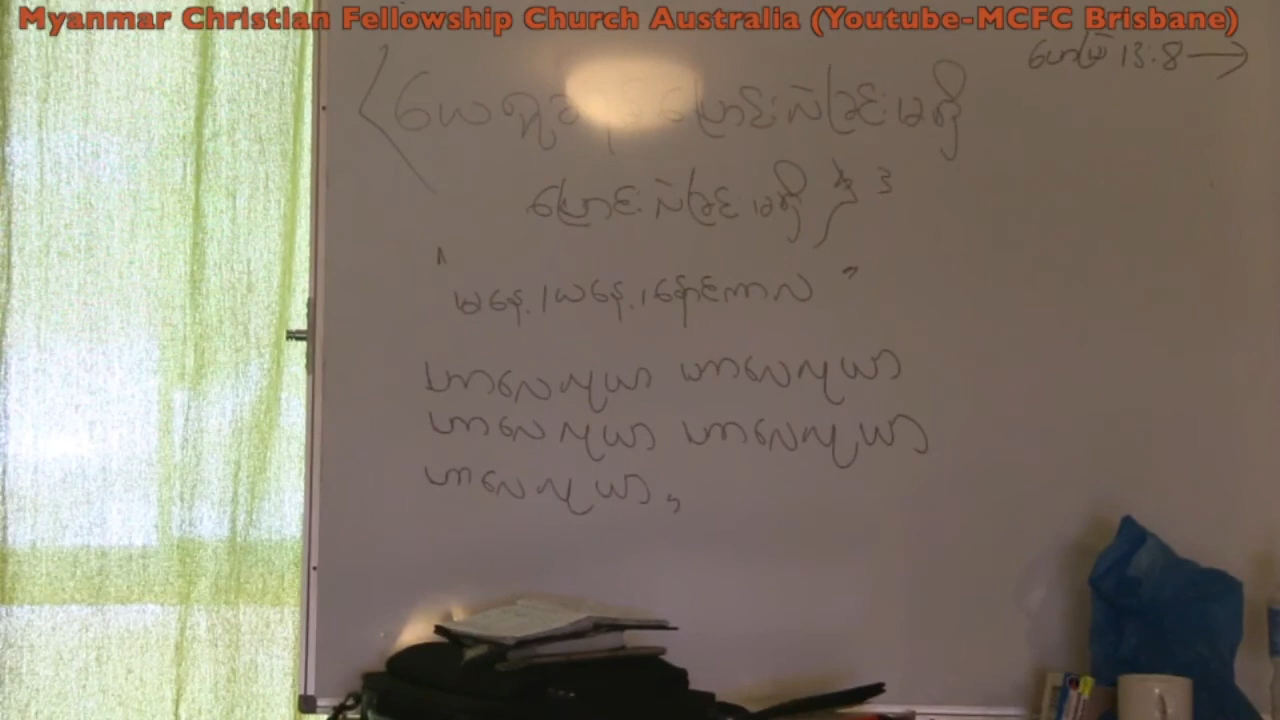 Myanmar Christian Fellowship Church Australia (Youtube-MCFC Brisbane)
ဟေဗြဲ 13:8 →
ယေရှု ပြောင်းလဲခြင်းမရှိ
ပြောင်းလဲခြင်းမရှိ ၃
"မနေ့၊ ယနေ့၊ နှောင်ကာလ"
ဟာလေလုယာ ဟာလေလုယာ
ဟာလေလုယာ ဟာလေလုယာ
ဟာလေလုယာ "